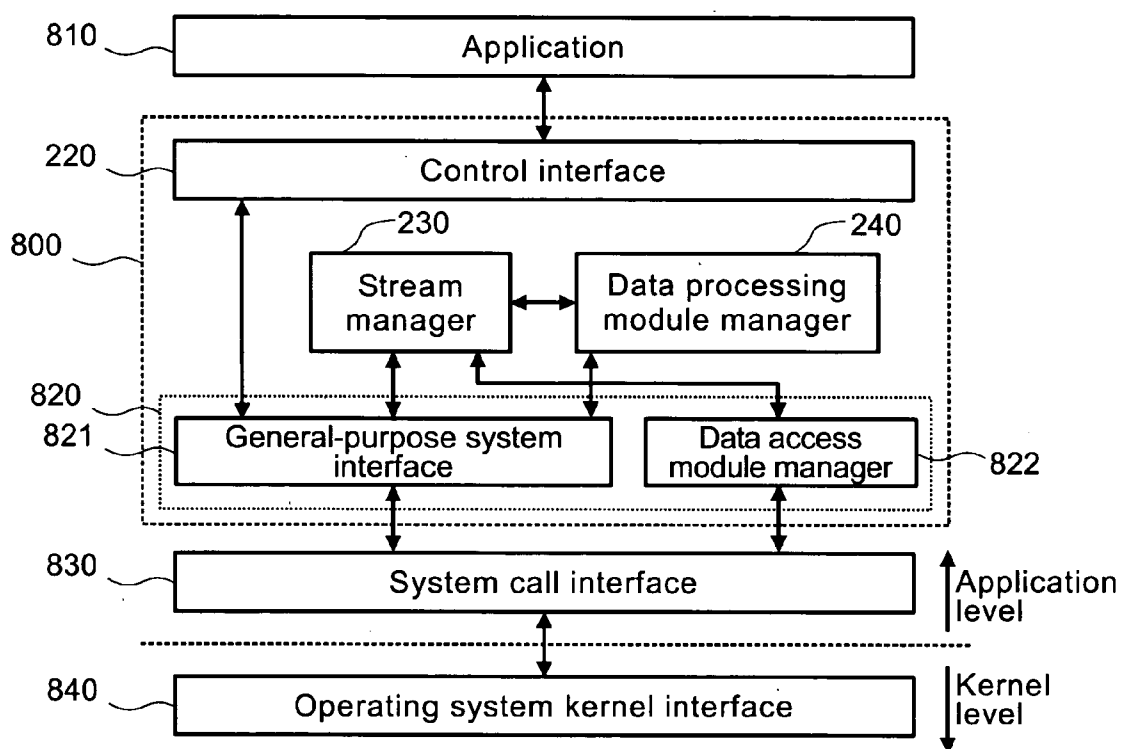 810
Application
220
Control interface
800
230
240
Stream
manager
Data processing
module manager
820
821
General-purpose system
interface
Data access
module manager
822
830
System call interface
Application
level
840
Operating system kernel interface
Kernel
level